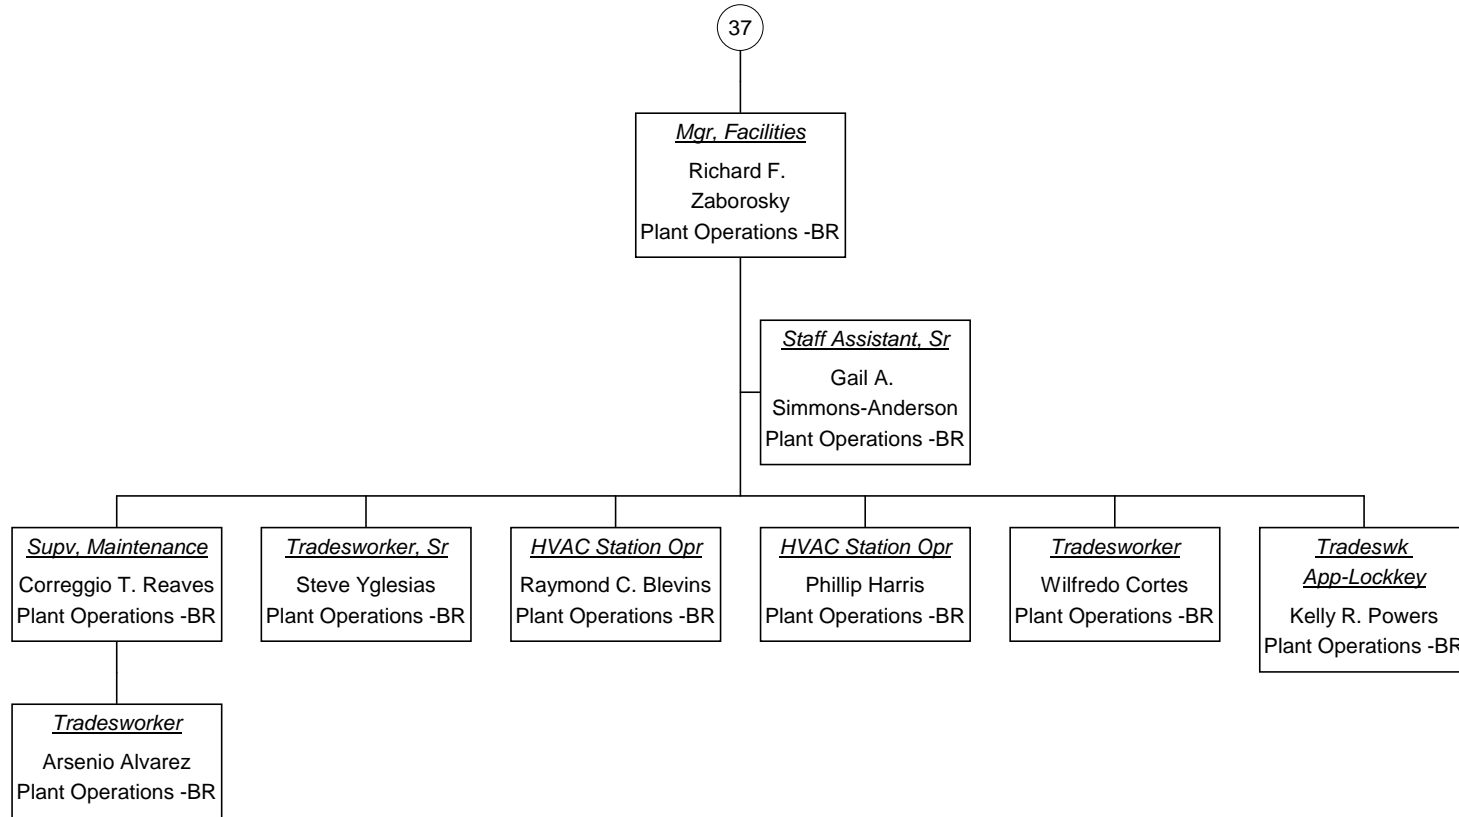 37
Mgr, Facilities
Richard F.
Zaborosky
Plant Operations -BR
Staff Assistant, Sr
Gail A.
Simmons-Anderson
Plant Operations -BR
Supv, Maintenance
Correggio T. Reaves
Plant Operations -BR
Tradesworker, Sr
Steve Yglesias
Plant Operations -BR
HVAC Station Opr
Raymond C. Blevins
Plant Operations -BR
HVAC Station Opr
Phillip Harris
Plant Operations -BR
Tradesworker
Wilfredo Cortes
Plant Operations -BR
Tradeswk
App-Lockkey
Kelly R. Powers
Plant Operations -BR
Tradesworker
Arsenio Alvarez
Plant Operations -BR